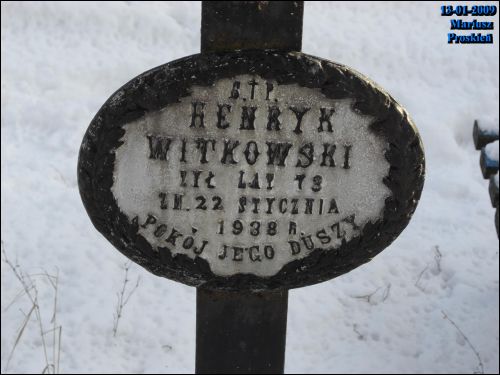 13-01-2009
Mariusz
Proskień
Ś.†P.
HENRYK
WITKOWSKI
ŻYŁ LAT 73
ZM. 22 STYCZNIA
1938 R.
POKÓJ JEGO DUSZY